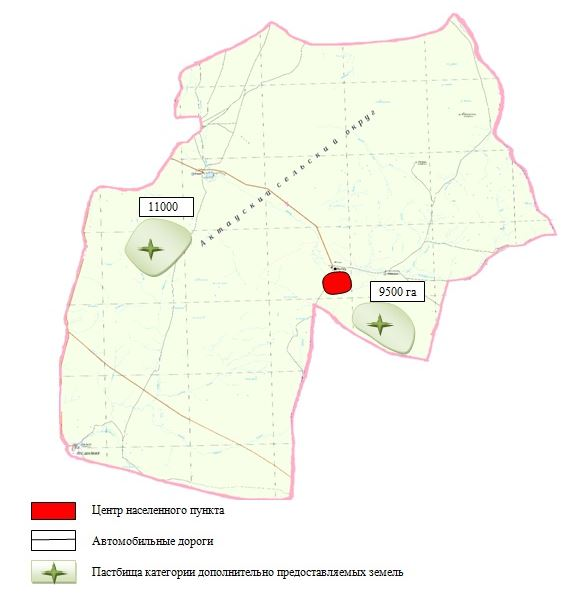 Актауский сельский округ
11000
9500 га
Центр населенного пункта
Автомобильные дороги
Пастбища категории дополнительно предоставляемых земель